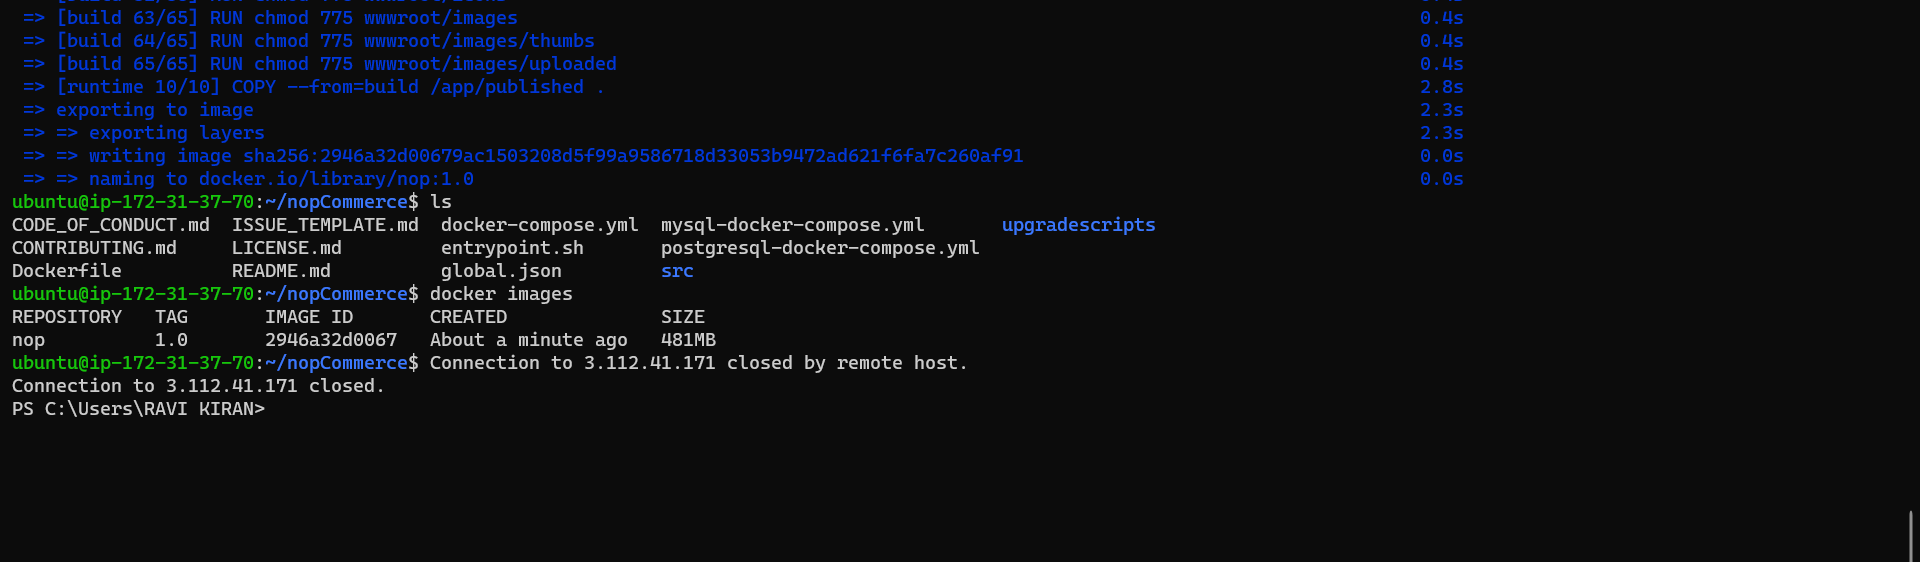 => [build 63/65] RUN chmod 775 wwwroot/images 0.4s
=> [build 64/65] RUN chmod 775 wwwroot/images/thumbs 0.4s
=> [build 65/65] RUN chmod 775 wwwroot/images/uploaded 0.4s
=> [runtime 10/10] COPY --from=build /app/published . 2.8s
=> exporting to image 2.3s
=> => exporting layers 2.3s
=> => writing image sha256:2946a32d00679ac1503208d5f99a9586718d33053b9472ad621f6fa7c260af91 0.0s
=> => naming to docker.io/library/nop:1.0 0.0s
ubuntu@ip-172-31-37-70:~/nopCommerce$ ls
CODE_OF_CONDUCT.md ISSUE_TEMPLATE.md docker-compose.yml mysql-docker-compose.yml upgradescripts
CONTRIBUTING.md LICENSE.md entrypoint.sh postgresql-docker-compose.yml
Dockerfile README.md global.json src
ubuntu@ip-172-31-37-70:~/nopCommerce$ docker images
REPOSITORY TAG IMAGE ID CREATED SIZE
nop 1.0 2946a32d0067 About a minute ago 481MB
ubuntu@ip-172-31-37-70:~/nopCommerce$ Connection to 3.112.41.171 closed by remote host.
Connection to 3.112.41.171 closed.
PS C:\Users\RAVI KIRAN>